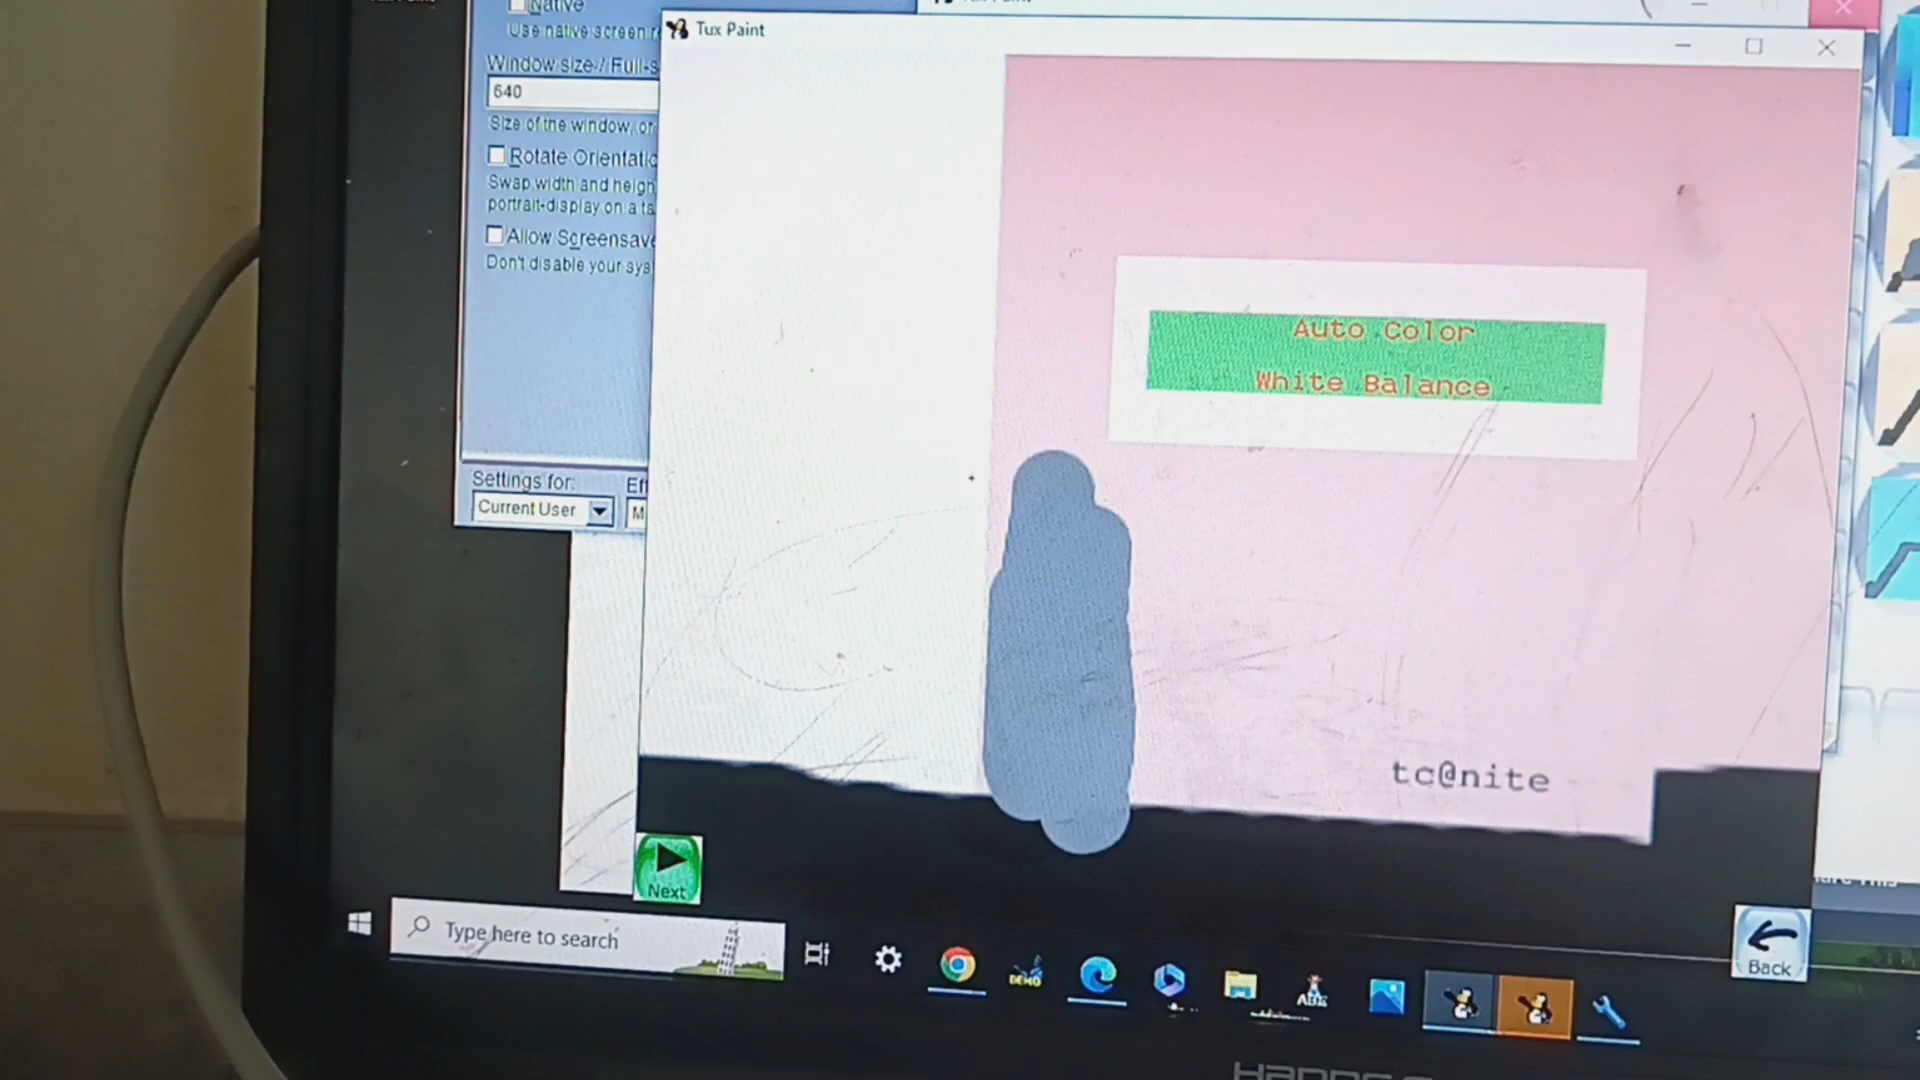 Native
Use native screen
Window size / Full-s
640
Size of the window, or
Rotate Orientatio
Swap width and heigh
portrait-display on a ta
Allow Screensave
Don't disable your sys
Settings for:
Current User
Tux Paint
Auto Color
White Balance
tc@nite
Next
Back
Type here to search
DEMO